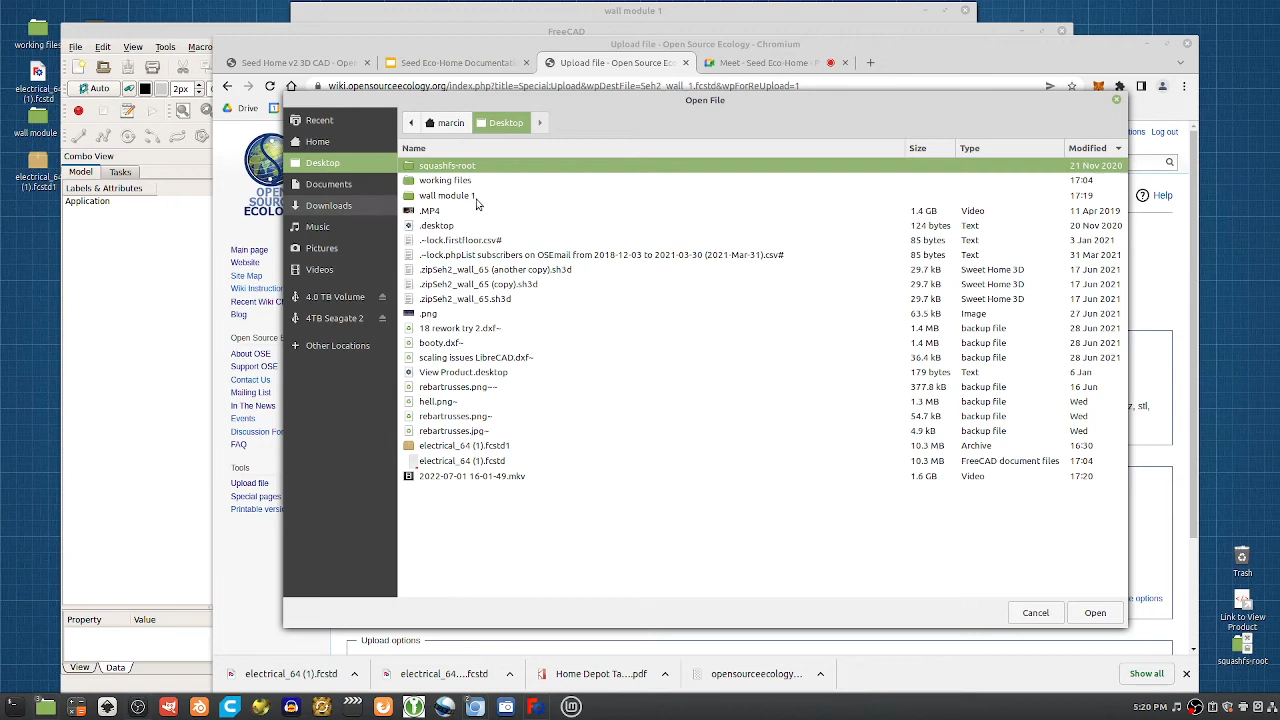 wall module 1
FreeCAD
Upload file - Open Source Ecology - Chromium
working files
electrical_6
4 (1).fcstd
wall module
electrical_6
(1).fcstd1
File Edit View Tools Macro
Auto 2px
Seed Home v2 3D CAD - Open
Seed Eco-Home Documenta
Upload file - Open Source Eco
Meet - Seed Eco-Home - P
wiki.opensourceecology.org/index.php?title=Special:Upload&wpDestFile=Seh2_wall_1.fcstd&wpForReUpload=1
Drive
Open File
Log out
Help
Combo View
Model Tasks
Labels & Attributes
Application
OPEN
SOU
ECOL
Main page
Website
Site Map
Wiki Instruction
Recent Wiki C
Blog
About OSE
Support OSE
Contact Us
Mailing List
In The News
Events
Discussion For
FAQ
Tools
Upload file
Special pages
Printable versio
Recent
Home
Desktop
Documents
Downloads
Music
Pictures
Videos
4.0 TB Volume
4TB Seagate 2
Other Locations
marcin Desktop
Name Size Type Modified
squashfs-root 21 Nov 2020
working files 17:04
wall module 1 17:19
.MP4 1.4 GB Video 11 Apr 2019
.desktop 124 bytes Text 20 Nov 2020
.~lock.firstfloor.csv# 85 bytes Text 3 Jan 2021
.~lock.phpList subscribers on OSEmail from 2018-12-03 to 2021-03-30 (2021-Mar-31).csv# 85 bytes Text 31 Mar 2021
.zipSeh2_wall_65 (another copy).sh3d 29.7 kB Sweet Home 3D 17 Jun 2021
.zipSeh2_wall_65 (copy).sh3d 29.7 kB Sweet Home 3D 17 Jun 2021
.zipSeh2_wall_65.sh3d 29.7 kB Sweet Home 3D 17 Jun 2021
.png 63.5 kB Image 27 Jun 2021
18 rework try 2.dxf~ 1.4 MB backup file 28 Jun 2021
booty.dxf~ 1.4 MB backup file 28 Jun 2021
scaling issues LibreCAD.dxf~ 36.4 kB backup file 28 Jun 2021
View Product.desktop 179 bytes Text 6 Jan
rebartrusses.png~~ 377.8 kB backup file 16 Jun
hell.png~ 1.3 MB backup file Wed
rebartrusses.png~ 54.7 kB backup file Wed
rebartrusses.jpg~ 4.9 kB backup file Wed
electrical_64 (1).fcstd1 10.3 MB Archive 16:30
electrical_64 (1).fcstd 10.3 MB FreeCAD document files 17:04
2022-07-01 16-01-49.mkv 1.6 GB Video 17:20
Cancel Open
z, stl,
e options
Upload options
Property Value
View Data
electrical_64 (1).fcstd
Home Depot To....pdf
Opensourceecology...
Show all
Trash
Link to View
Product
squashfs-root
5:20 PM